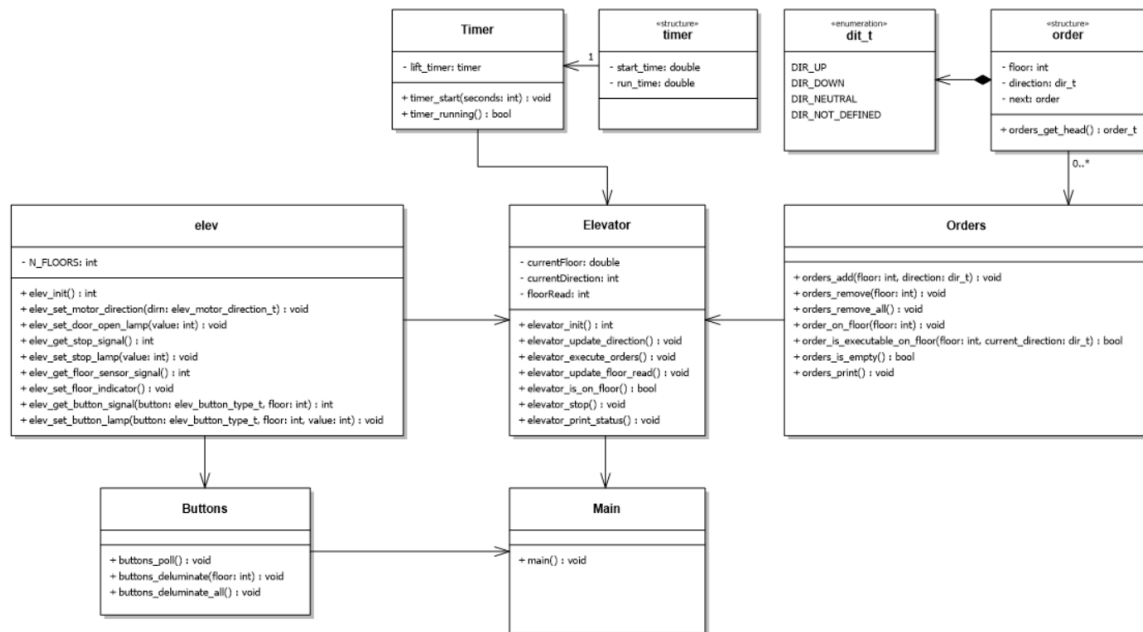 Timer
- lift_timer: timer
+ timer_start(seconds: int) : void
+ timer_running() : bool
1
«structure»
timer
- start_time: double
- run_time: double
«enumeration»
dit_t
DIR_UP
DIR_DOWN
DIR_NEUTRAL
DIR_NOT_DEFINED
«structure»
order
- floor: int
- direction: dir_t
- next: order
+ orders_get_head() : order_t
0..*
elev
- N_FLOORS: int
+ elev_init() : int
+ elev_set_motor_direction(dirn: elev_motor_direction_t) : void
+ elev_set_door_open_lamp(value: int) : void
+ elev_get_stop_signal() : int
+ elev_set_stop_lamp(value: int) : void
+ elev_get_floor_sensor_signal() : int
+ elev_set_floor_indicator() : void
+ elev_get_button_signal(button: elev_button_type_t, floor: int) : int
+ elev_set_button_lamp(button: elev_button_type_t, floor: int, value: int) : void
Elevator
- currentFloor: double
- currentDirection: int
- floorRead: int
+ elevator_init() : int
+ elevator_update_direction() : void
+ elevator_execute_orders() : void
+ elevator_update_floor_read() : void
+ elevator_is_on_floor() : bool
+ elevator_stop() : void
+ elevator_print_status() : void
Orders
+ orders_add(floor: int, direction: dir_t) : void
+ orders_remove(floor: int) : void
+ orders_remove_all() : void
+ order_on_floor(floor: int) : void
+ order_is_executable_on_floor(floor: int, current_direction: dir_t) : bool
+ orders_is_empty() : bool
+ orders_print() : void
Buttons
+ buttons_poll() : void
+ buttons_deluminate(floor: int) : void
+ buttons_deluminate_all() : void
Main
+ main() : void